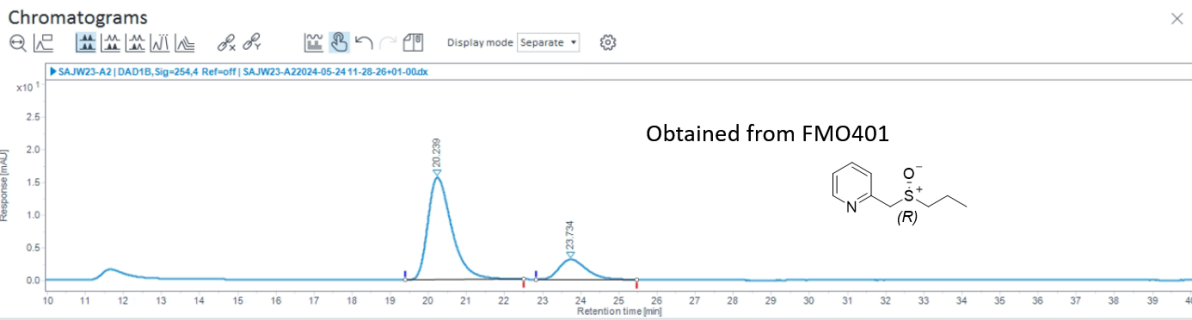 Chromatograms
Display mode Separate
SAJW23-A2 | DAD1B,Sig=254,4 Ref=off | SAJW23-A22024-05-24 11-28-26+01-00.dx
x10 1
2.5
2.0
1.5
1.0
0.5
0.0
Response [mAU]
20.239
23.734
Obtained from FMO401
O−
S+
N
(R)
10 11 12 13 14 15 16 17 18 19 20 21 22 23 24 25 26 27 28 29 30 31 32 33 34 35 36 37 38 39
Retention time [min]